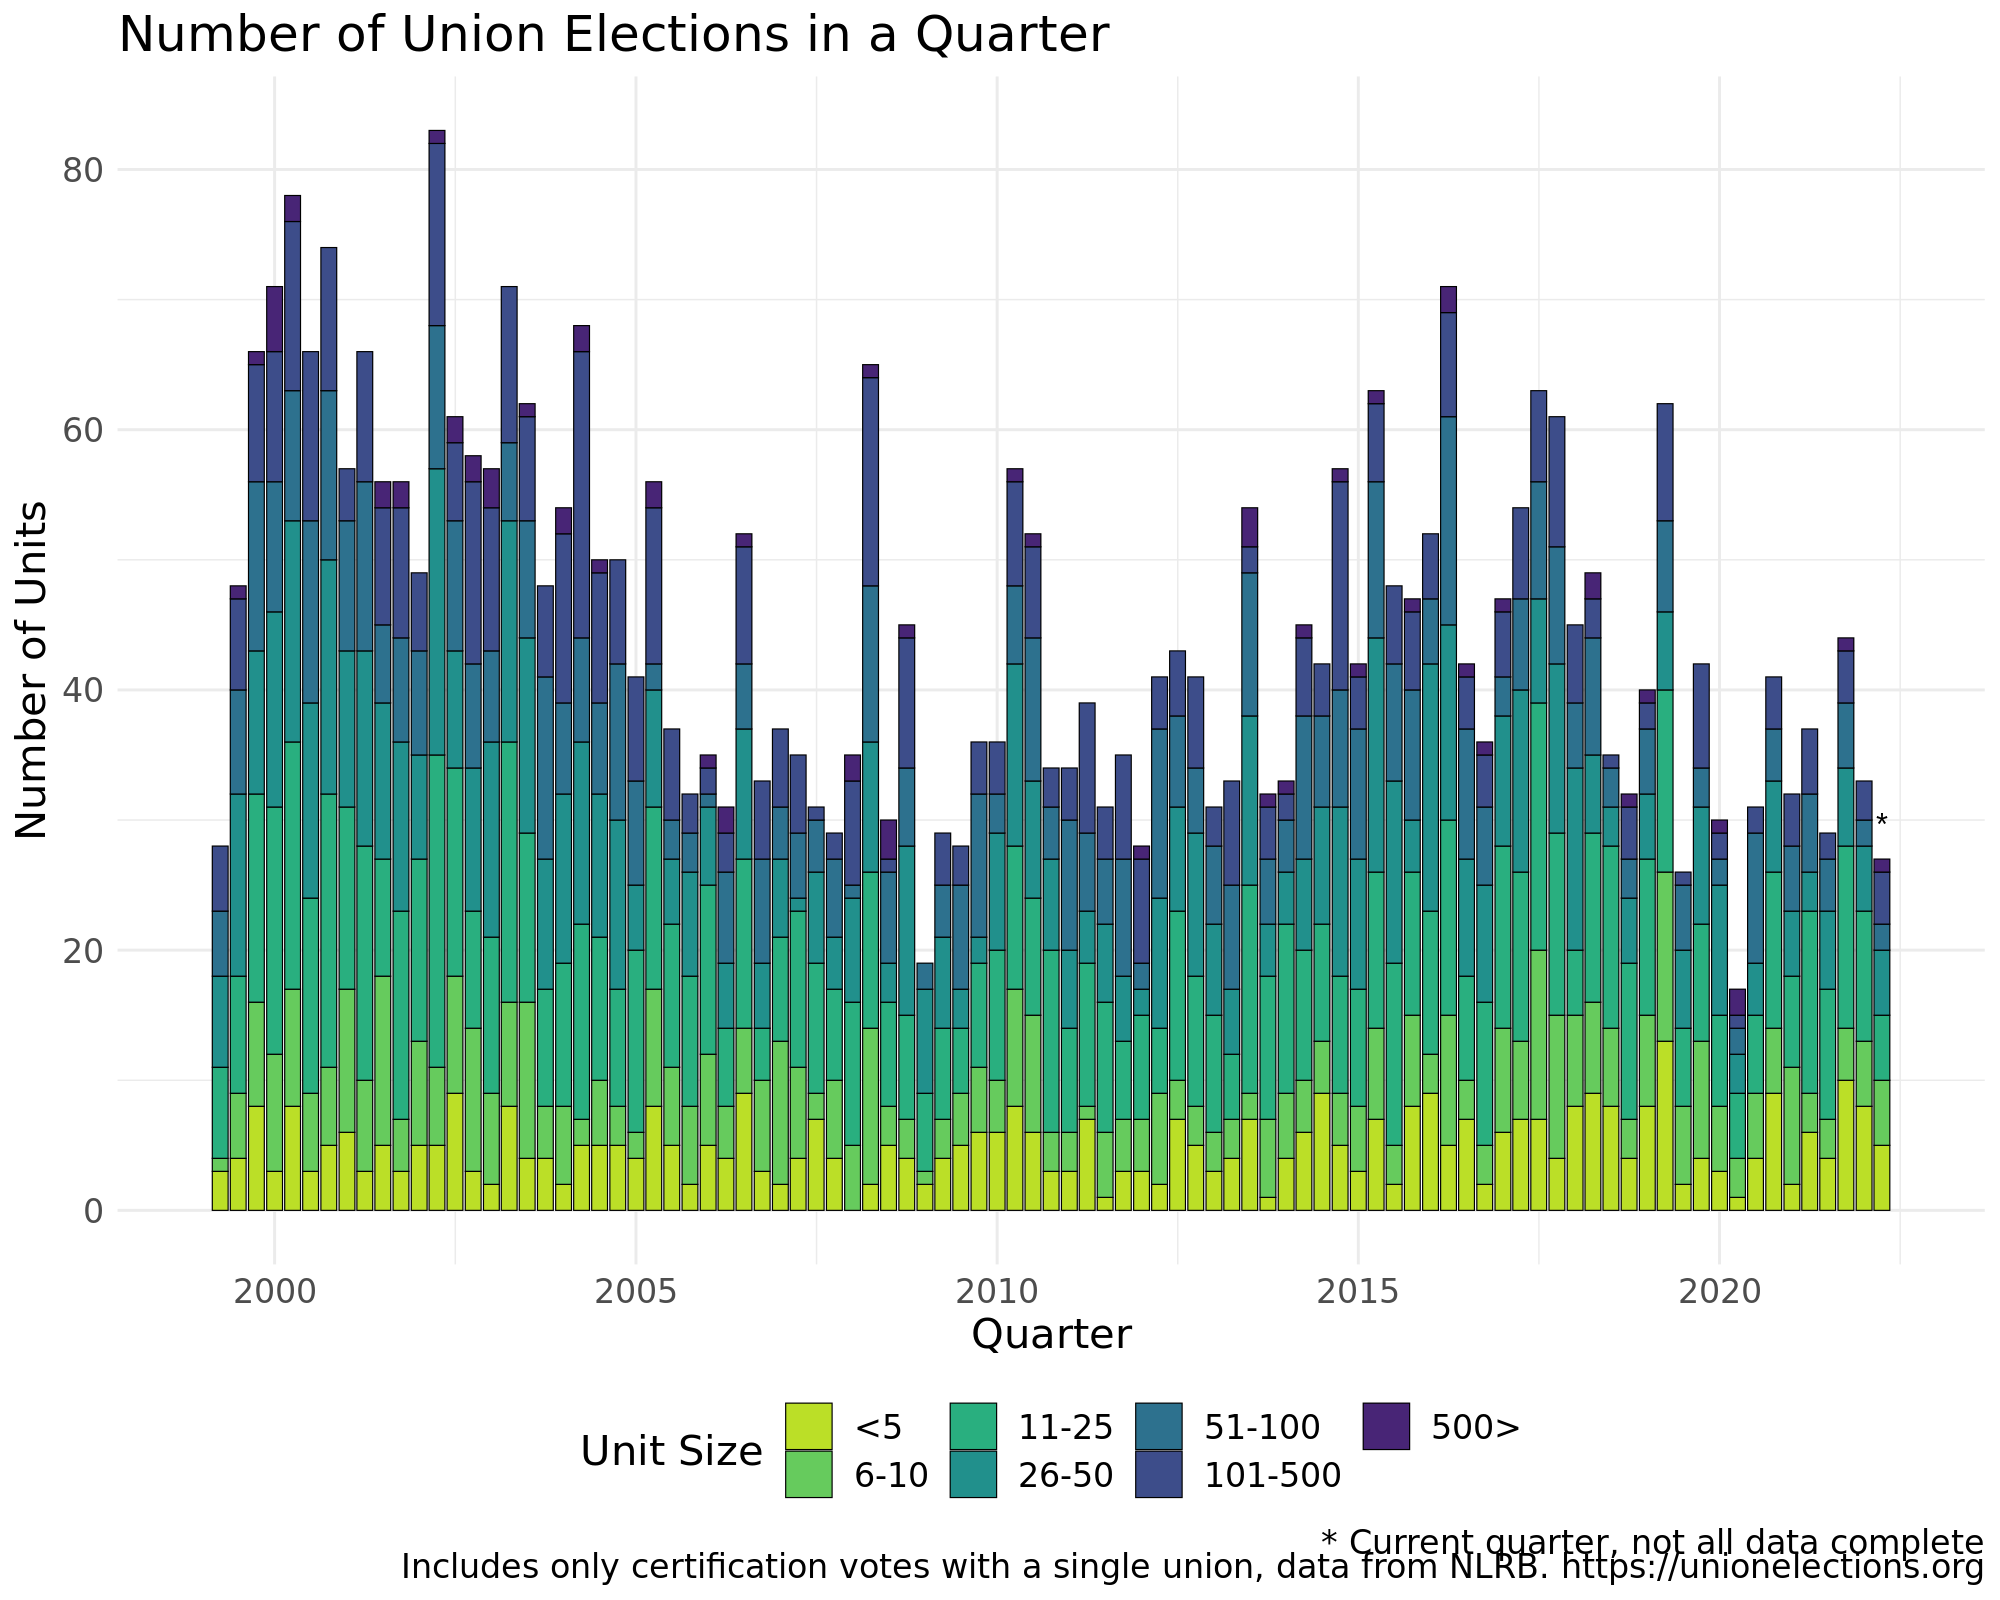 Number of Union Elections in a Quarter
Number of Units
80
60
40
20
0
*
2000 2005 2010 2015 2020
Quarter
Unit Size
<5 11-25 51-100 500>
6-10 26-50 101-500
* Current quarter, not all data complete
Includes only certification votes with a single union, data from NLRB. https://unionelections.org